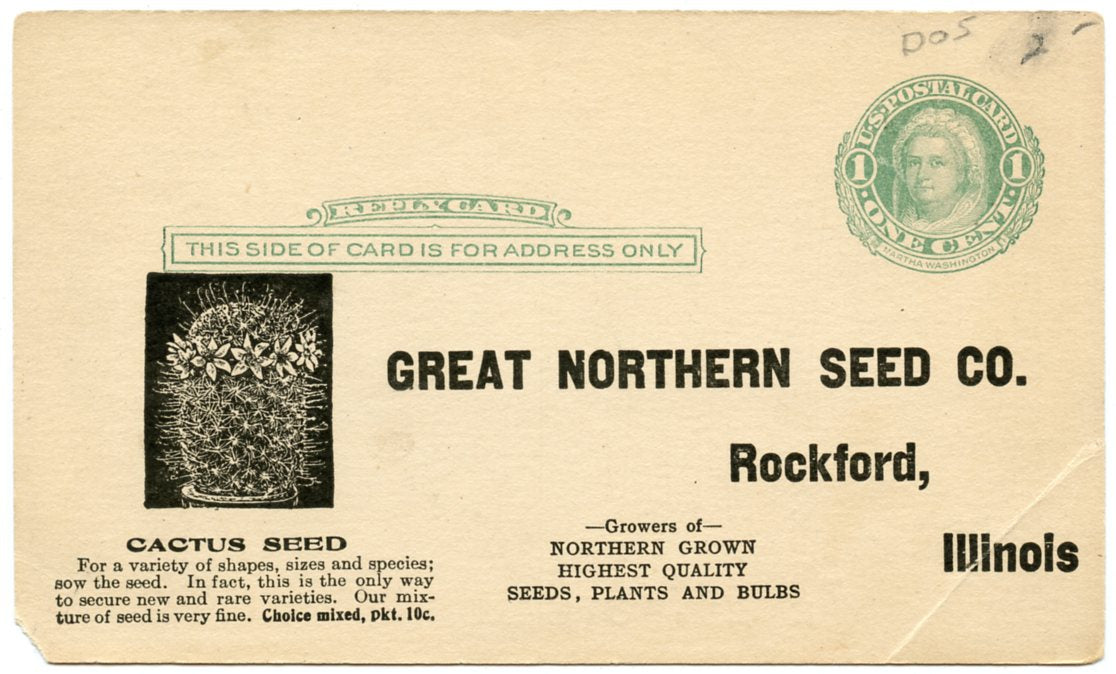 DOS
U.S. POSTAL CARD
1 1
· ONE CENT ·
MARTHA WASHINGTON
REPLY CARD
THIS SIDE OF CARD IS FOR ADDRESS ONLY
GREAT NORTHERN SEED CO.
Rockford,
Illinois
—Growers of—
NORTHERN GROWN
HIGHEST QUALITY
SEEDS, PLANTS AND BULBS
CACTUS SEED
For a variety of shapes, sizes and species;
sow the seed. In fact, this is the only way
to secure new and rare varieties. Our mix-
ture of seed is very fine. Choice mixed, pkt. 10c.